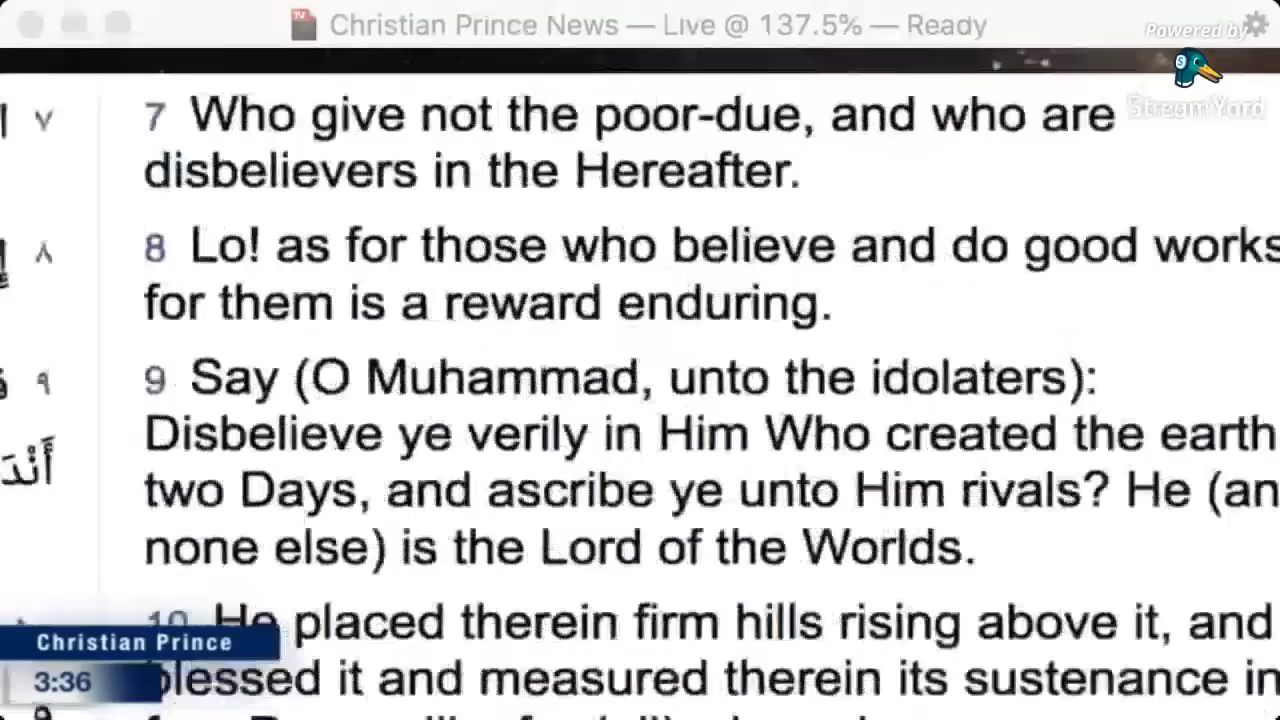 Christian Prince News — Live @ 137.5% — Ready
Powered by
StreamYard
٧
7 Who give not the poor-due, and who are
disbelievers in the Hereafter.
٨
8 Lo! as for those who believe and do good works
for them is a reward enduring.
٩
9 Say (O Muhammad, unto the idolaters):
Disbelieve ye verily in Him Who created the earth
two Days, and ascribe ye unto Him rivals? He (an
none else) is the Lord of the Worlds.
10 He placed therein firm hills rising above it, and
blessed it and measured therein its sustenance in
Christian Prince
3:36